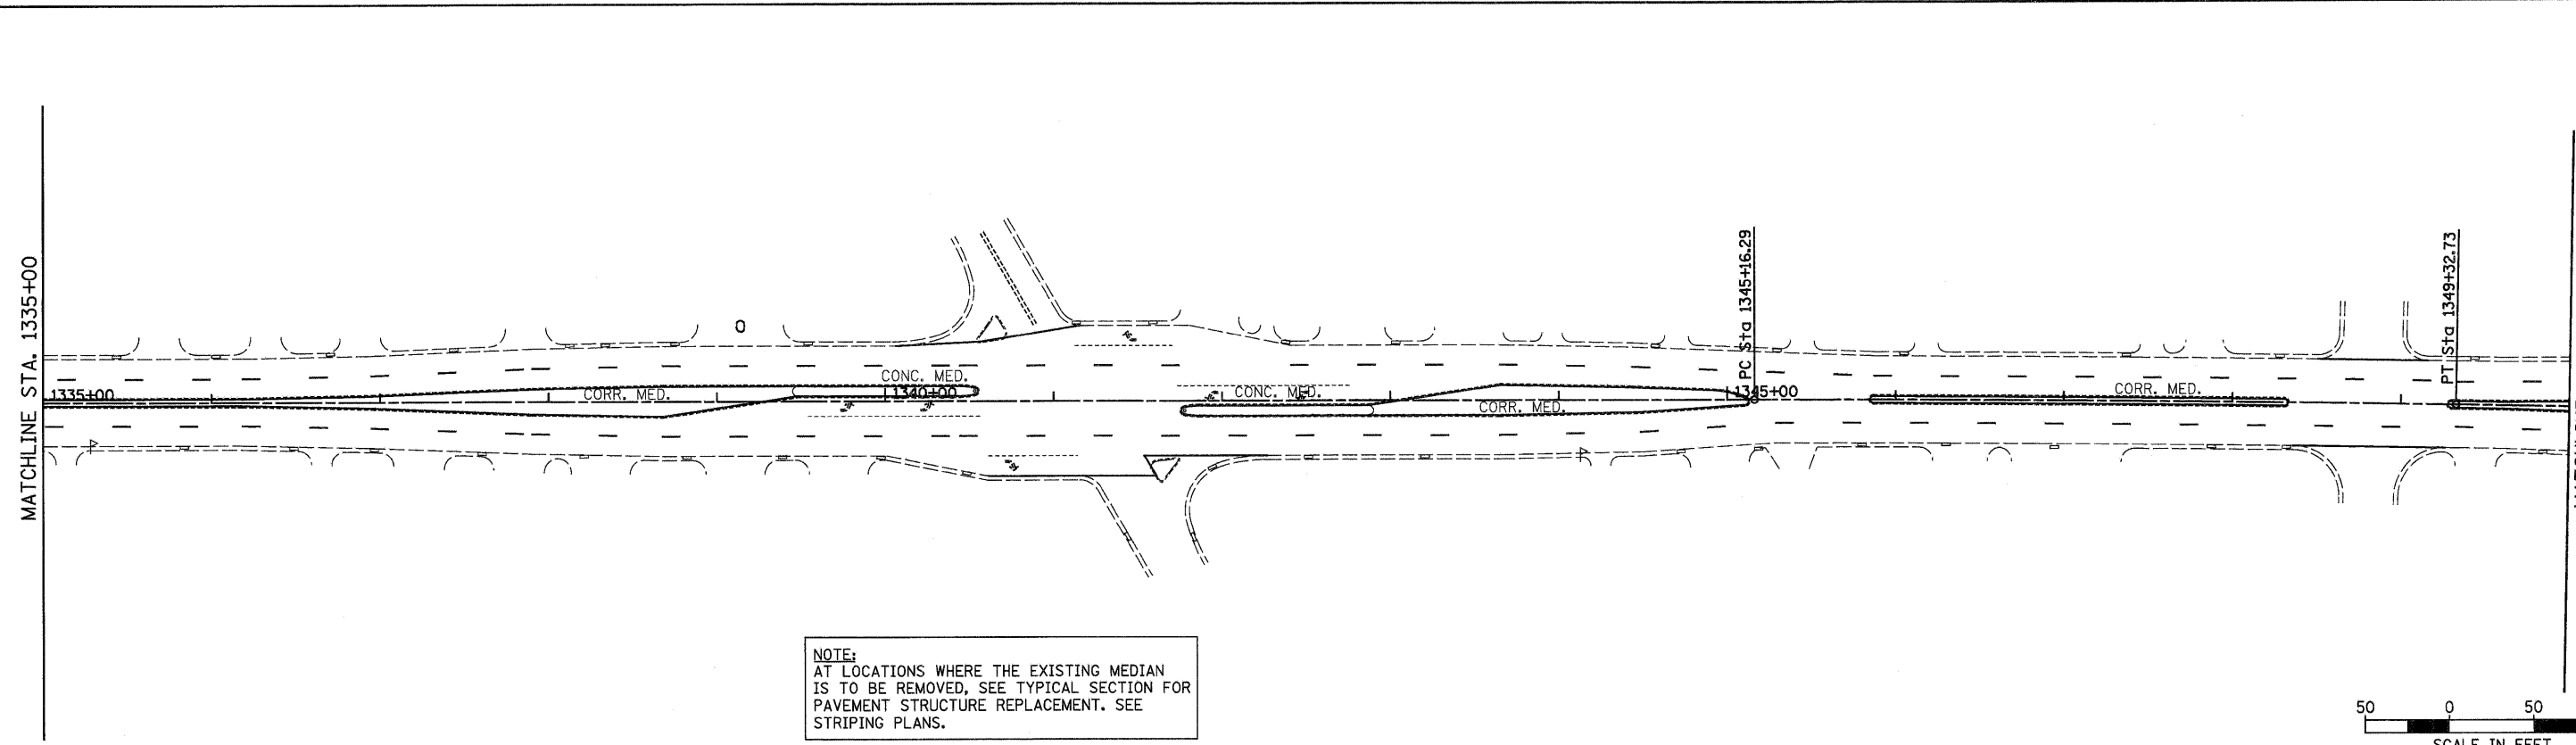 MATCHLINE STA. 1335+00
1335+00
CORR. MED.
CONC. MED.
1340+00
CONC. MED.
CORR. MED.
PC Sta 1345+16.29
1345+00
CORR. MED.
PT Sta 1349+32.73
NOTE:
AT LOCATIONS WHERE THE EXISTING MEDIAN
IS TO BE REMOVED, SEE TYPICAL SECTION FOR
PAVEMENT STRUCTURE REPLACEMENT. SEE
STRIPING PLANS.
50 0 50
SCALE IN FEET